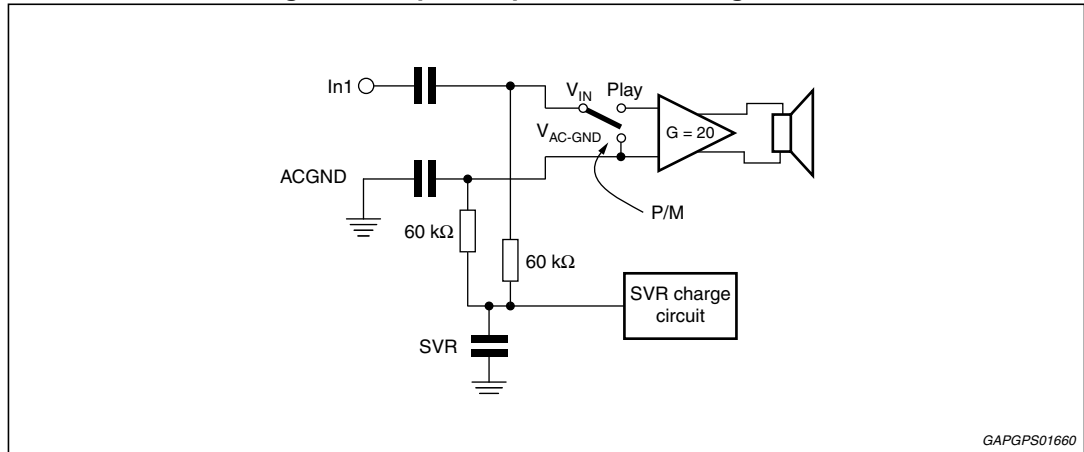 In1
V_IN
Play
V_AC-GND
G = 20
ACGND
P/M
60 kΩ
60 kΩ
SVR charge
circuit
SVR
GAPGPS01660